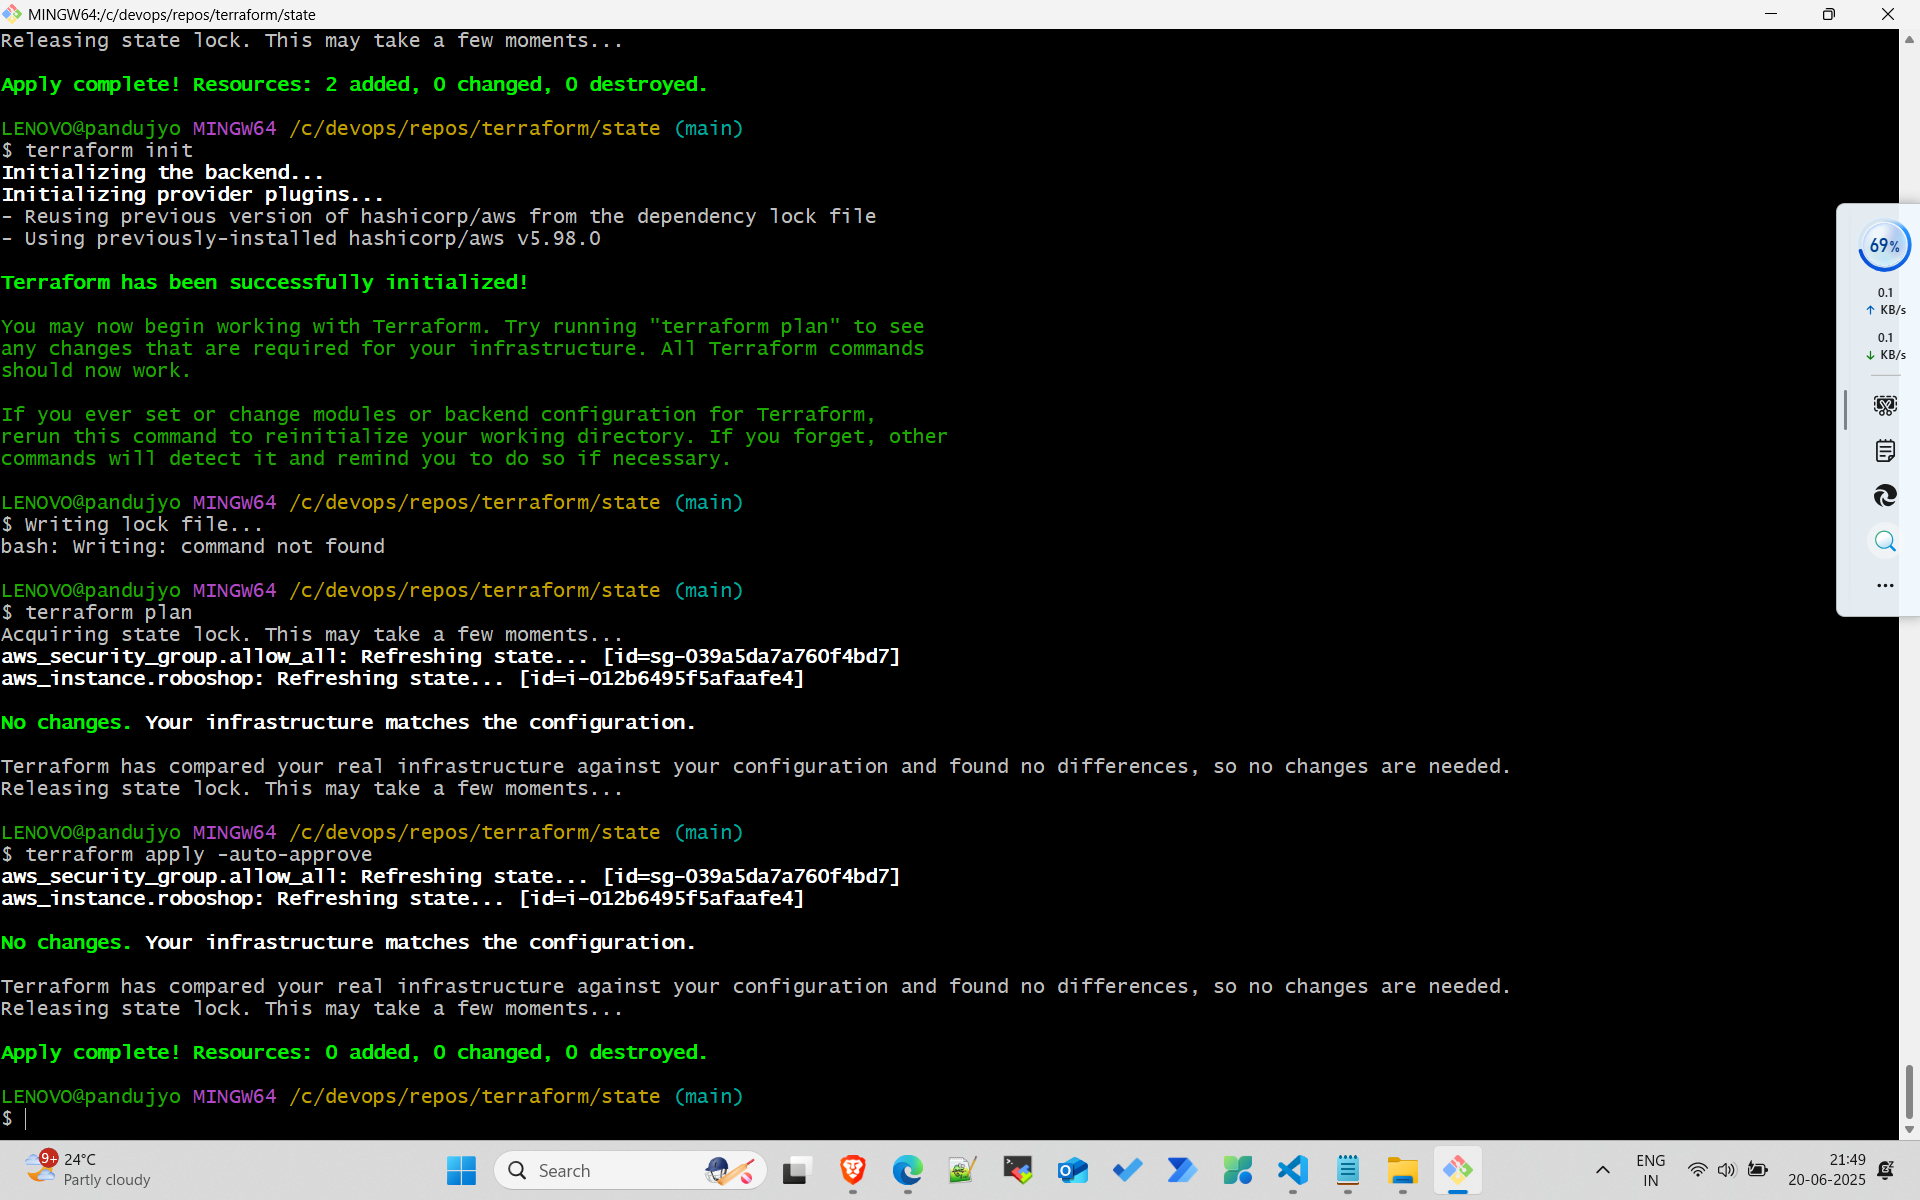 MINGW64:/c/devops/repos/terraform/state
Releasing state lock. This may take a few moments...
Apply complete! Resources: 2 added, 0 changed, 0 destroyed.
LENOVO@pandujyo MINGW64 /c/devops/repos/terraform/state (main)
$ terraform init
Initializing the backend...
Initializing provider plugins...
- Reusing previous version of hashicorp/aws from the dependency lock file
- Using previously-installed hashicorp/aws v5.98.0
Terraform has been successfully initialized!
You may now begin working with Terraform. Try running "terraform plan" to see
any changes that are required for your infrastructure. All Terraform commands
should now work.
If you ever set or change modules or backend configuration for Terraform,
rerun this command to reinitialize your working directory. If you forget, other
commands will detect it and remind you to do so if necessary.
LENOVO@pandujyo MINGW64 /c/devops/repos/terraform/state (main)
$ Writing lock file...
bash: Writing: command not found
LENOVO@pandujyo MINGW64 /c/devops/repos/terraform/state (main)
$ terraform plan
Acquiring state lock. This may take a few moments...
aws_security_group.allow_all: Refreshing state... [id=sg-039a5da7a760f4bd7]
aws_instance.roboshop: Refreshing state... [id=i-012b6495f5afaafe4]
No changes. Your infrastructure matches the configuration.
Terraform has compared your real infrastructure against your configuration and found no differences, so no changes are needed.
Releasing state lock. This may take a few moments...
LENOVO@pandujyo MINGW64 /c/devops/repos/terraform/state (main)
$ terraform apply -auto-approve
aws_security_group.allow_all: Refreshing state... [id=sg-039a5da7a760f4bd7]
aws_instance.roboshop: Refreshing state... [id=i-012b6495f5afaafe4]
No changes. Your infrastructure matches the configuration.
Terraform has compared your real infrastructure against your configuration and found no differences, so no changes are needed.
Releasing state lock. This may take a few moments...
Apply complete! Resources: 0 added, 0 changed, 0 destroyed.
LENOVO@pandujyo MINGW64 /c/devops/repos/terraform/state (main)
$
69%
0.1
↑ KB/s
0.1
↓ KB/s
9+
24°C
Partly cloudy
Search
ENG
IN
21:49
20-06-2025